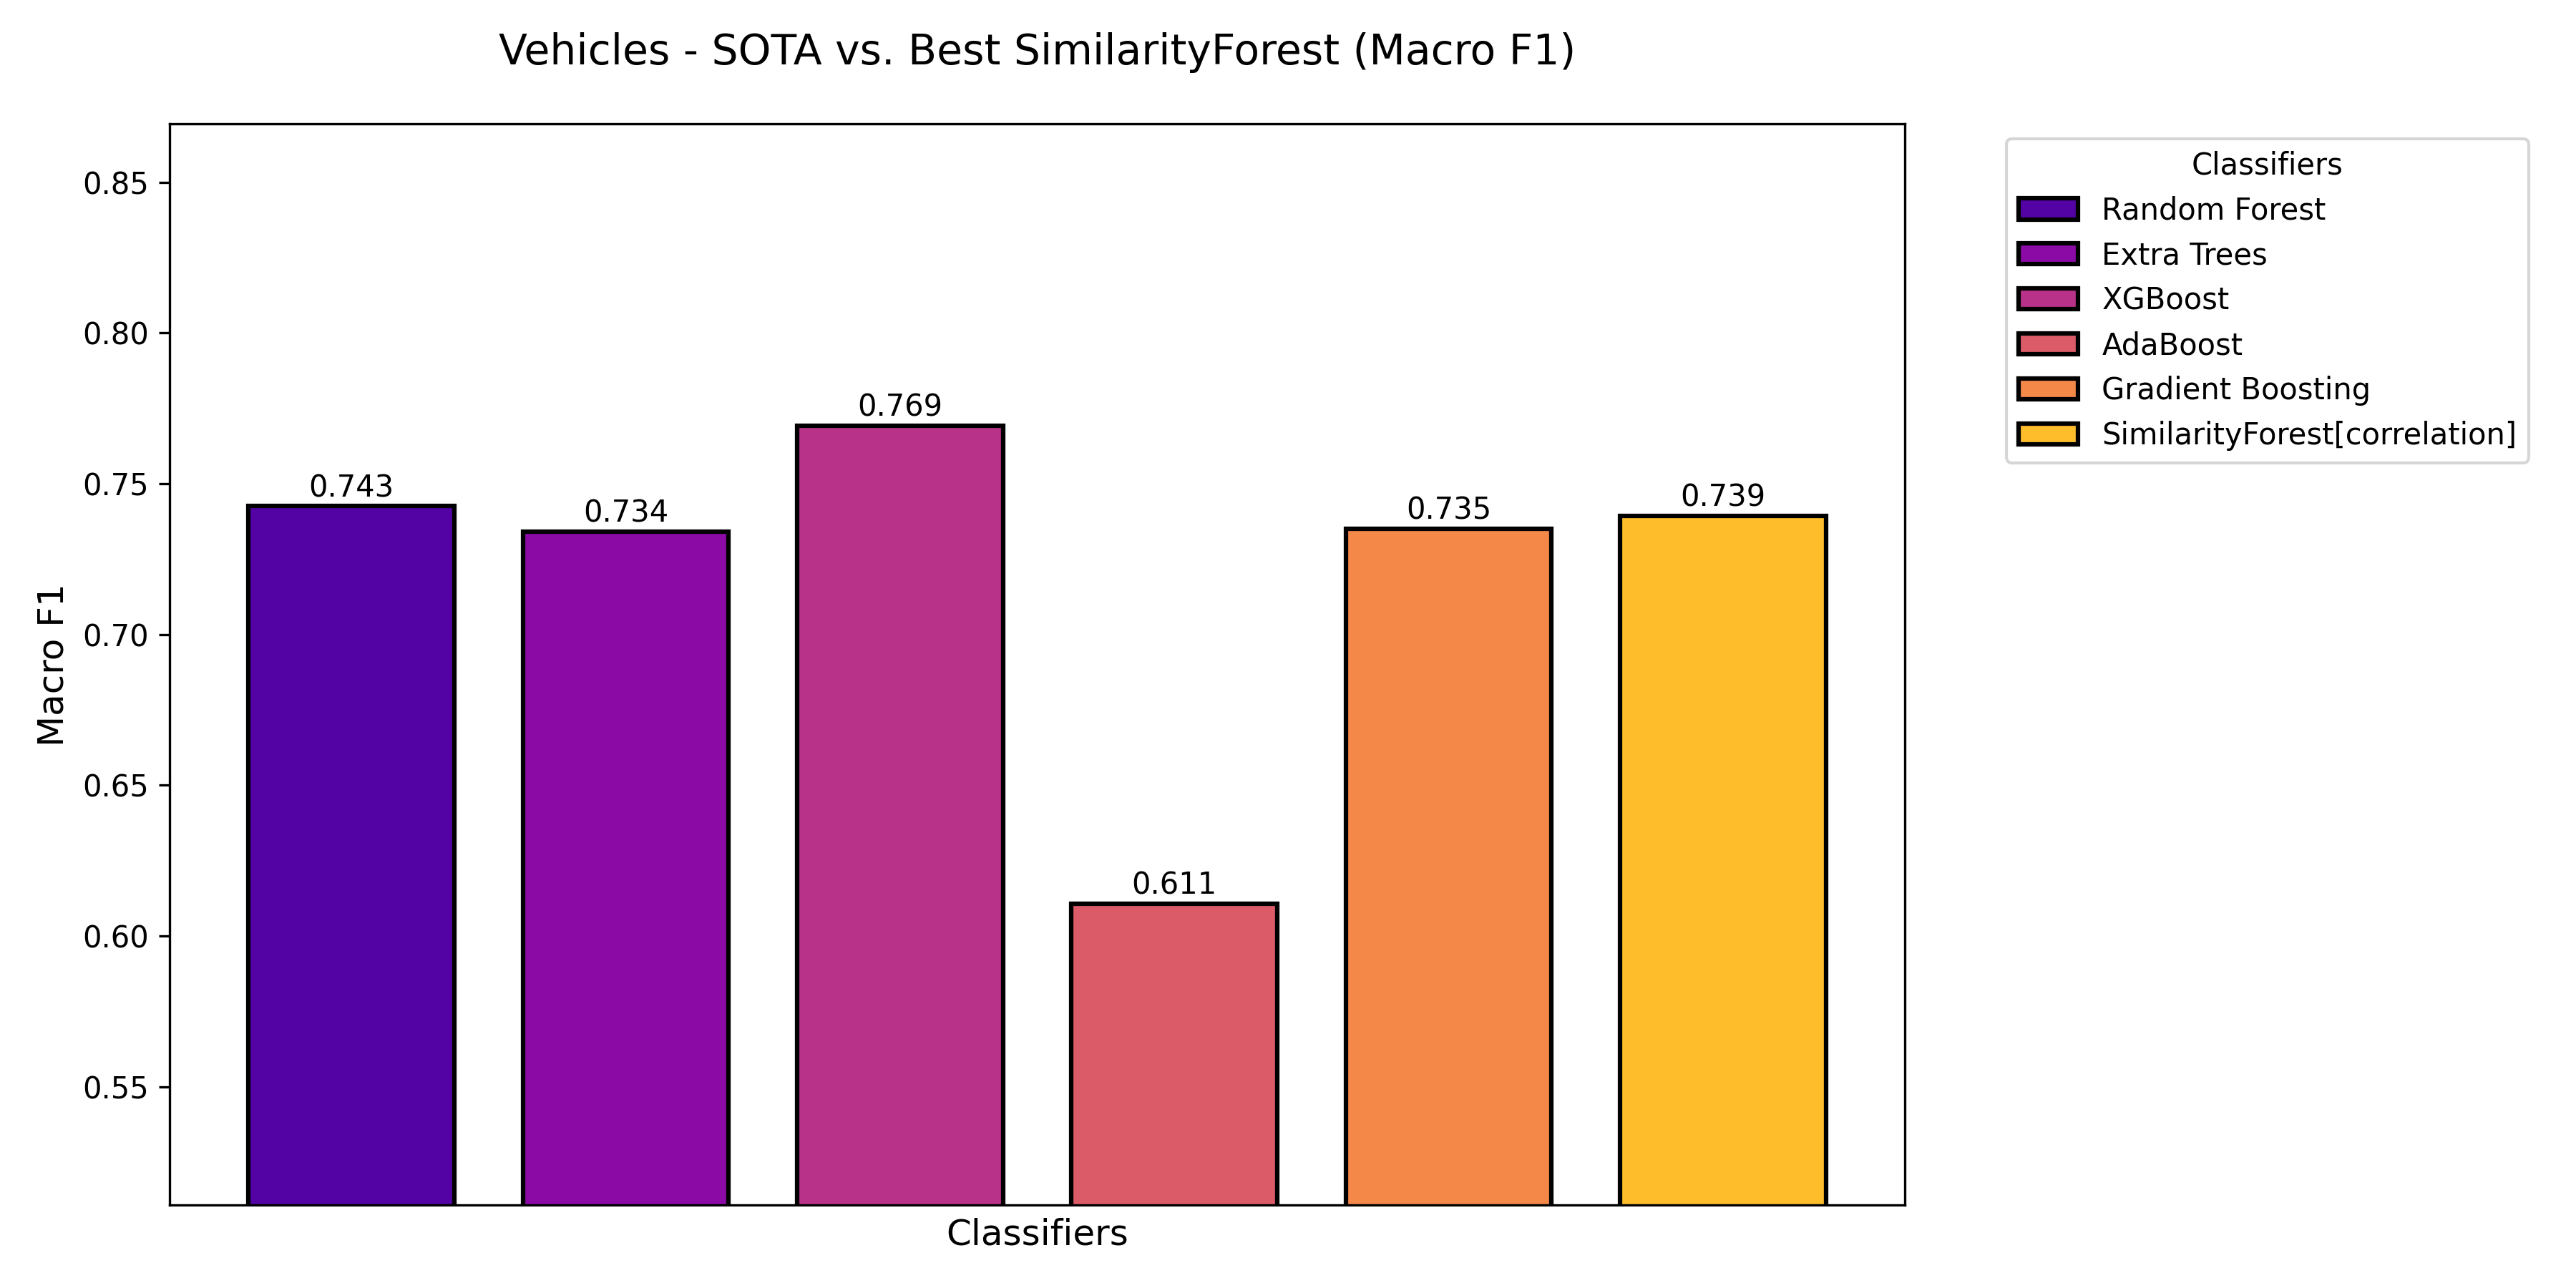 Vehicles - SOTA vs. Best SimilarityForest (Macro F1)
Macro F1
0.85
0.80
0.75
0.70
0.65
0.60
0.55
0.743
0.734
0.769
0.611
0.735
0.739
Classifiers
Classifiers
Random Forest
Extra Trees
XGBoost
AdaBoost
Gradient Boosting
SimilarityForest[correlation]